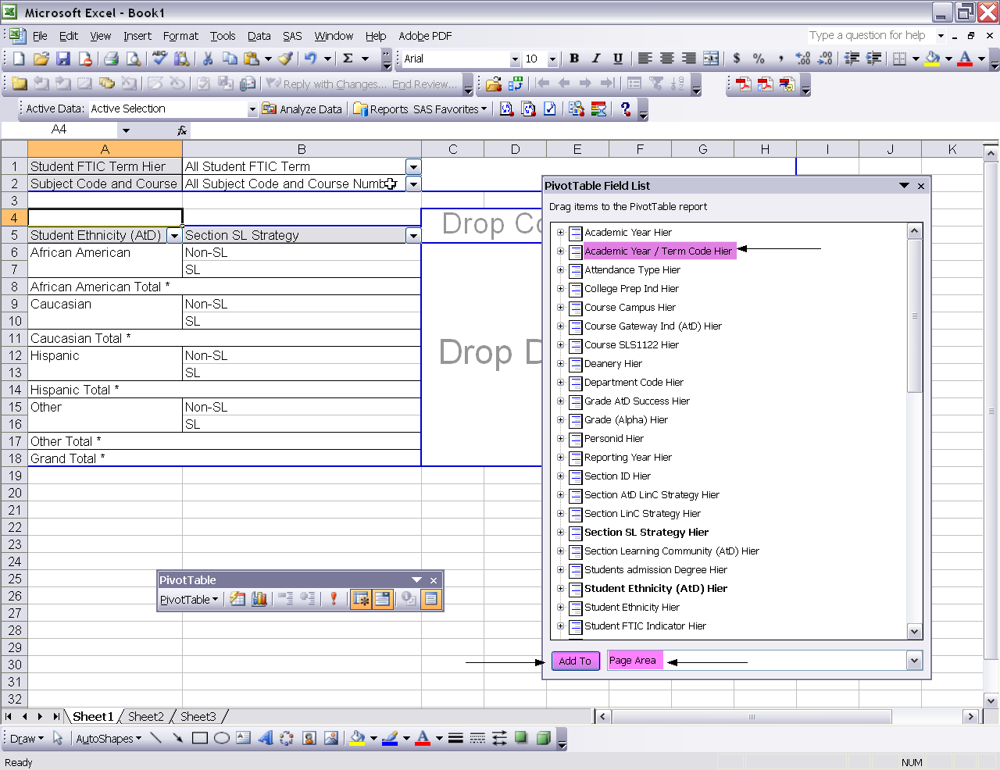 Microsoft Excel - Book1
File Edit View Insert Format Tools Data SAS Window Help Adobe PDF Type a question for help
Arial 10 B I U $ % ,
Reply with Changes... End Review...
Active Data: Active Selection Analyze Data Reports SAS Favorites
A4 fx
A B C D E F G H I J K
1 Student FTIC Term Hier All Student FTIC Term
2 Subject Code and Course All Subject Code and Course Numb
3
4 Drop Co
5 Student Ethnicity (AtD) Section SL Strategy
6 African American Non-SL
7 SL
8 African American Total *
9 Caucasian Non-SL
10 SL
11 Caucasian Total *
12 Hispanic Non-SL
13 SL
14 Hispanic Total *
15 Other Non-SL
16 SL
17 Other Total *
18 Grand Total *
19
20
21
22
23
24
25
26
27
28
29
30
31
32
Drop D
PivotTable Field List
Drag items to the PivotTable report
Academic Year Hier
Academic Year / Term Code Hier
Attendance Type Hier
College Prep Ind Hier
Course Campus Hier
Course Gateway Ind (AtD) Hier
Course SLS1122 Hier
Deanery Hier
Department Code Hier
Grade AtD Success Hier
Grade (Alpha) Hier
Personid Hier
Reporting Year Hier
Section ID Hier
Section AtD LinC Strategy Hier
Section LinC Strategy Hier
Section SL Strategy Hier
Section Learning Community (AtD) Hier
Students admission Degree Hier
Student Ethnicity (AtD) Hier
Student Ethnicity Hier
Student FTIC Indicator Hier
Add To Page Area
PivotTable
PivotTable
Sheet1 Sheet2 Sheet3
Draw AutoShapes
Ready NUM